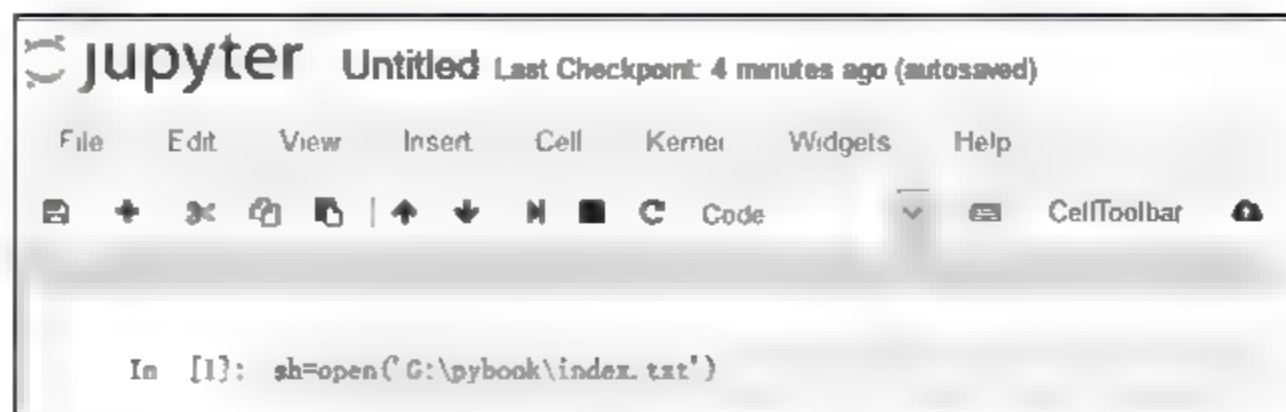 jupyter Untitled Last Checkpoint: 4 minutes ago (autosaved)
File Edit View Insert Cell Kernel Widgets Help
Code CellToolbar
In [1]: sh=open('G:\pybook\index.txt')